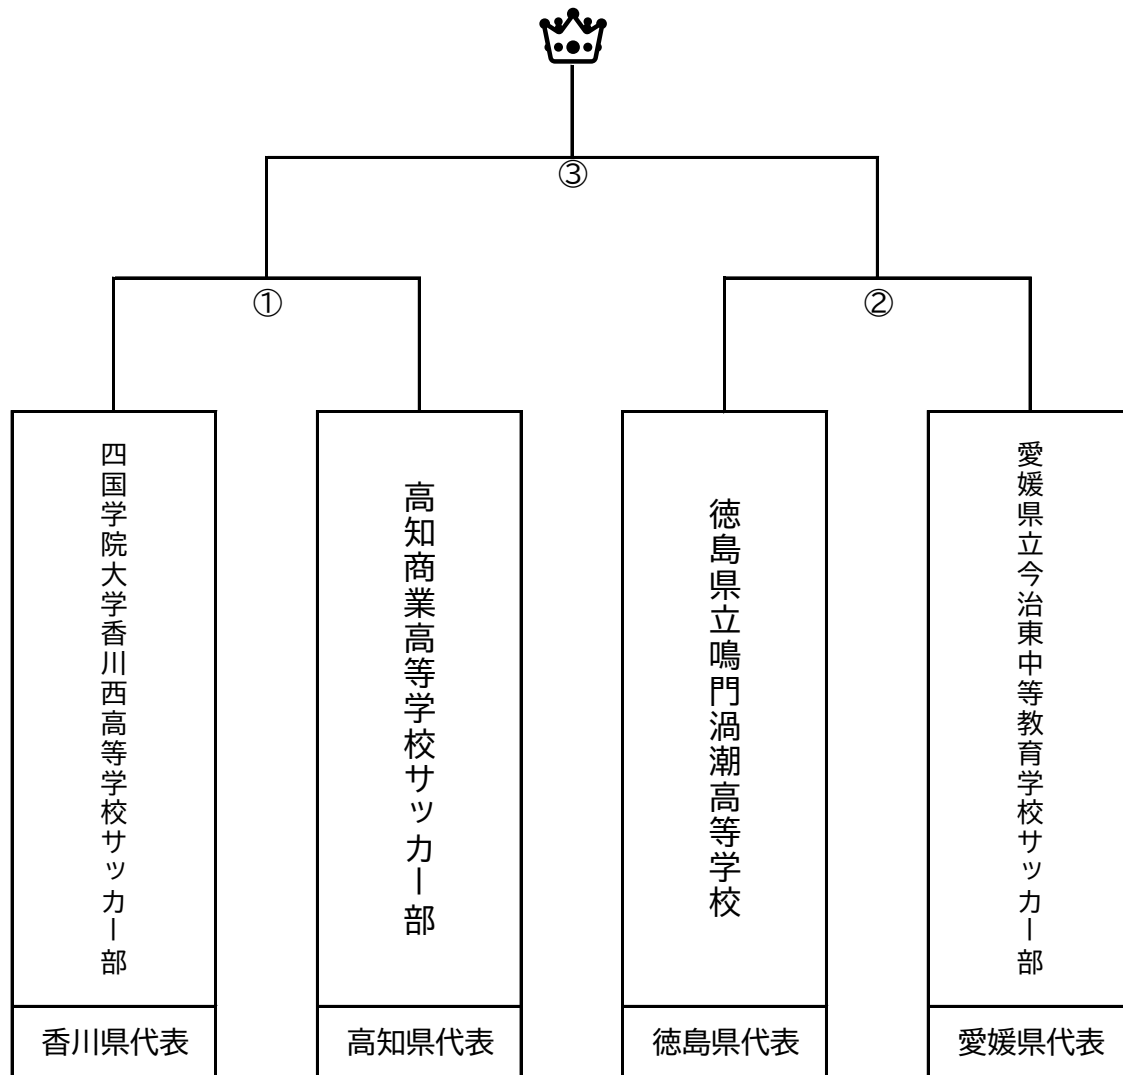 ③
①
②
四国学院大学香川西高等学校サッカー部
高知商業高等学校サッカー部
徳島県立鳴門渦潮高等学校
愛媛県立今治東中等教育学校サッカー部
香川県代表
高知県代表
徳島県代表
愛媛県代表